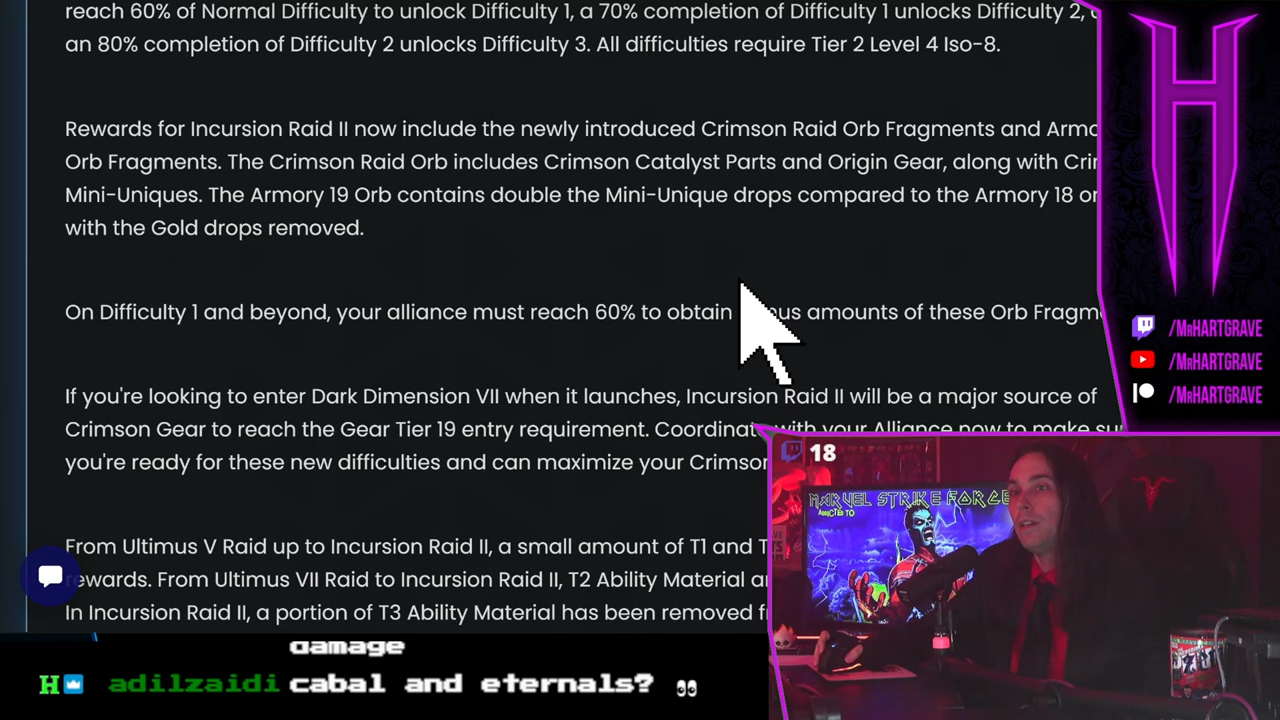 reach 60% of Normal Difficulty to unlock Difficulty 1, a 70% completion of Difficulty 1 unlocks Difficulty 2,
an 80% completion of Difficulty 2 unlocks Difficulty 3. All difficulties require Tier 2 Level 4 Iso-8.
Rewards for Incursion Raid II now include the newly introduced Crimson Raid Orb Fragments and
Orb Fragments. The Crimson Raid Orb includes Crimson Catalyst Parts and Origin Gear, along with
Mini-Uniques. The Armory 19 Orb contains double the Mini-Unique drops compared to the Armory 18
with the Gold drops removed.
On Difficulty 1 and beyond, your alliance must reach 60% to obtain amounts of these Orb
If you're looking to enter Dark Dimension VII when it launches, Incursion Raid II will be a major source of
Crimson Gear to reach the Gear Tier 19 entry requirement. Coordinate with your Alliance now to make
you're ready for these new difficulties and can maximize your
From Ultimus V Raid up to Incursion Raid II, a small amount of T1 and
rewards. From Ultimus VII Raid to Incursion Raid II, T2 Ability Material
In Incursion Raid II, a portion of T3 Ability Material has been removed
/MrHARTGRAVE
/MrHARTGRAVE
/MrHARTGRAVE
18
MARVEL STRIKE FORCE
ADDICTED TO
damage
H adilzaidi cabal and eternals?